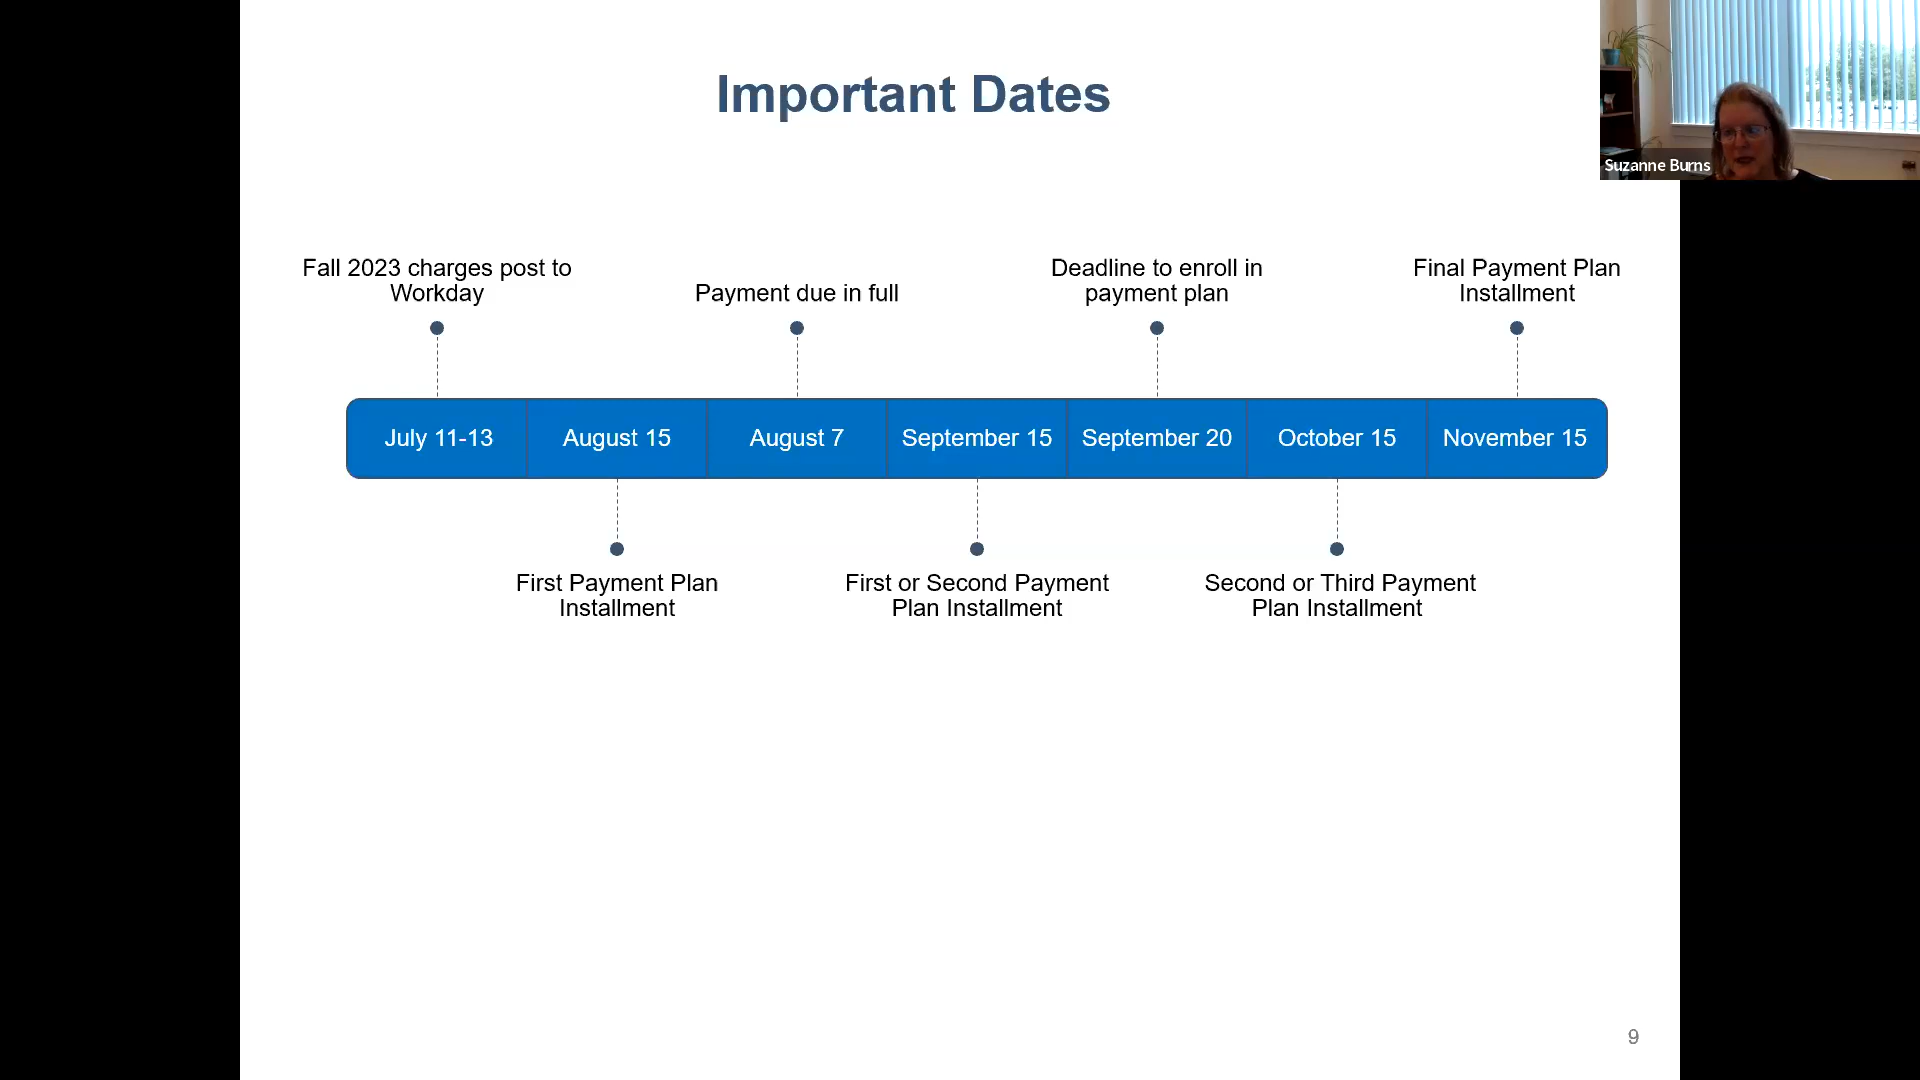 Important Dates
Suzanne Burns
Fall 2023 charges post to
Workday
Payment due in full
Deadline to enroll in
payment plan
Final Payment Plan
Installment
July 11-13
August 15
August 7
September 15
September 20
October 15
November 15
First Payment Plan
Installment
First or Second Payment
Plan Installment
Second or Third Payment
Plan Installment
9